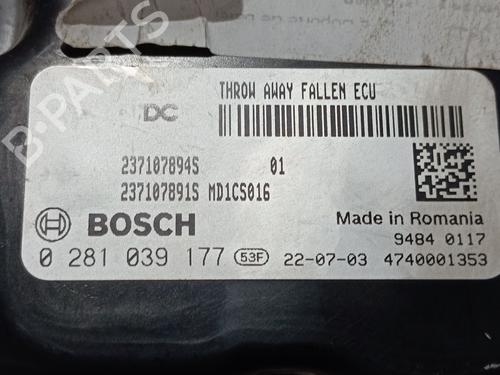 B-PARTS
THROW AWAY FALLEN ECU
DC
237107894S 01
237107891S MD1CS016
BOSCH
Made in Romania
9484 0117
0 281 039 177 53F 22-07-03 4740001353